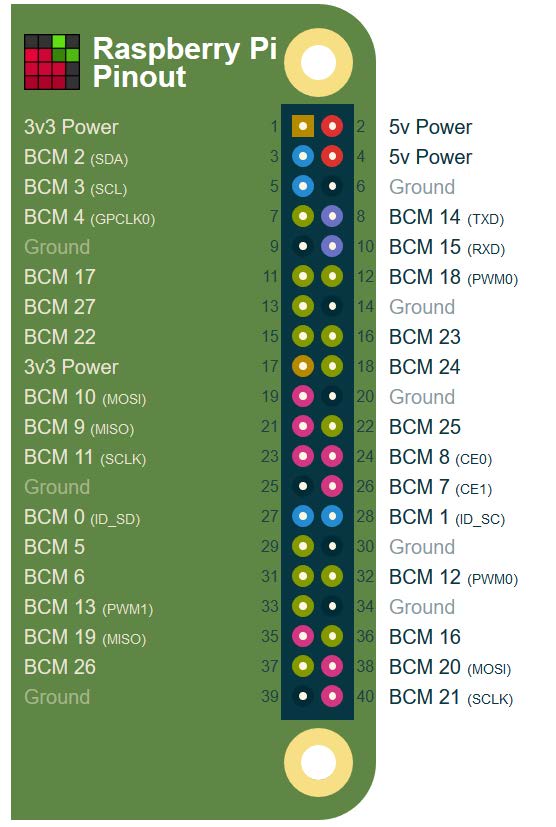 Raspberry Pi
Pinout
3v3 Power 1 2 5v Power
BCM 2 (SDA) 3 4 5v Power
BCM 3 (SCL) 5 6 Ground
BCM 4 (GPCLK0) 7 8 BCM 14 (TXD)
Ground 9 10 BCM 15 (RXD)
BCM 17 11 12 BCM 18 (PWM0)
BCM 27 13 14 Ground
BCM 22 15 16 BCM 23
3v3 Power 17 18 BCM 24
BCM 10 (MOSI) 19 20 Ground
BCM 9 (MISO) 21 22 BCM 25
BCM 11 (SCLK) 23 24 BCM 8 (CE0)
Ground 25 26 BCM 7 (CE1)
BCM 0 (ID_SD) 27 28 BCM 1 (ID_SC)
BCM 5 29 30 Ground
BCM 6 31 32 BCM 12 (PWM0)
BCM 13 (PWM1) 33 34 Ground
BCM 19 (MISO) 35 36 BCM 16
BCM 26 37 38 BCM 20 (MOSI)
Ground 39 40 BCM 21 (SCLK)